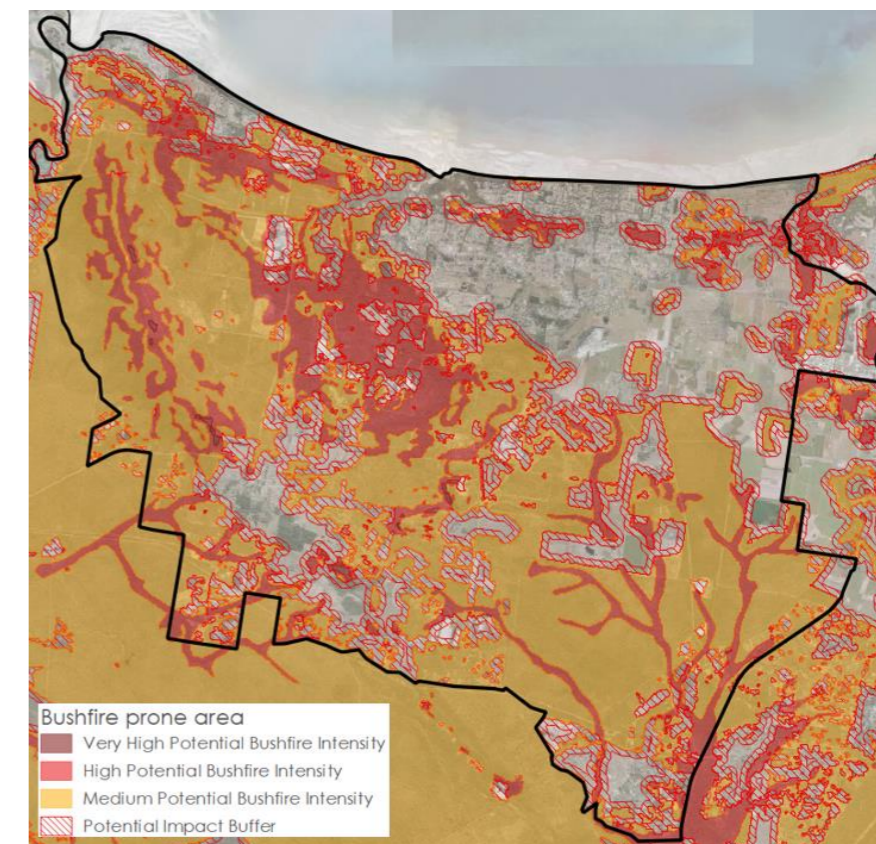 Bushfire prone area
Very High Potential Bushfire Intensity
High Potential Bushfire Intensity
Medium Potential Bushfire Intensity
Potential Impact Buffer